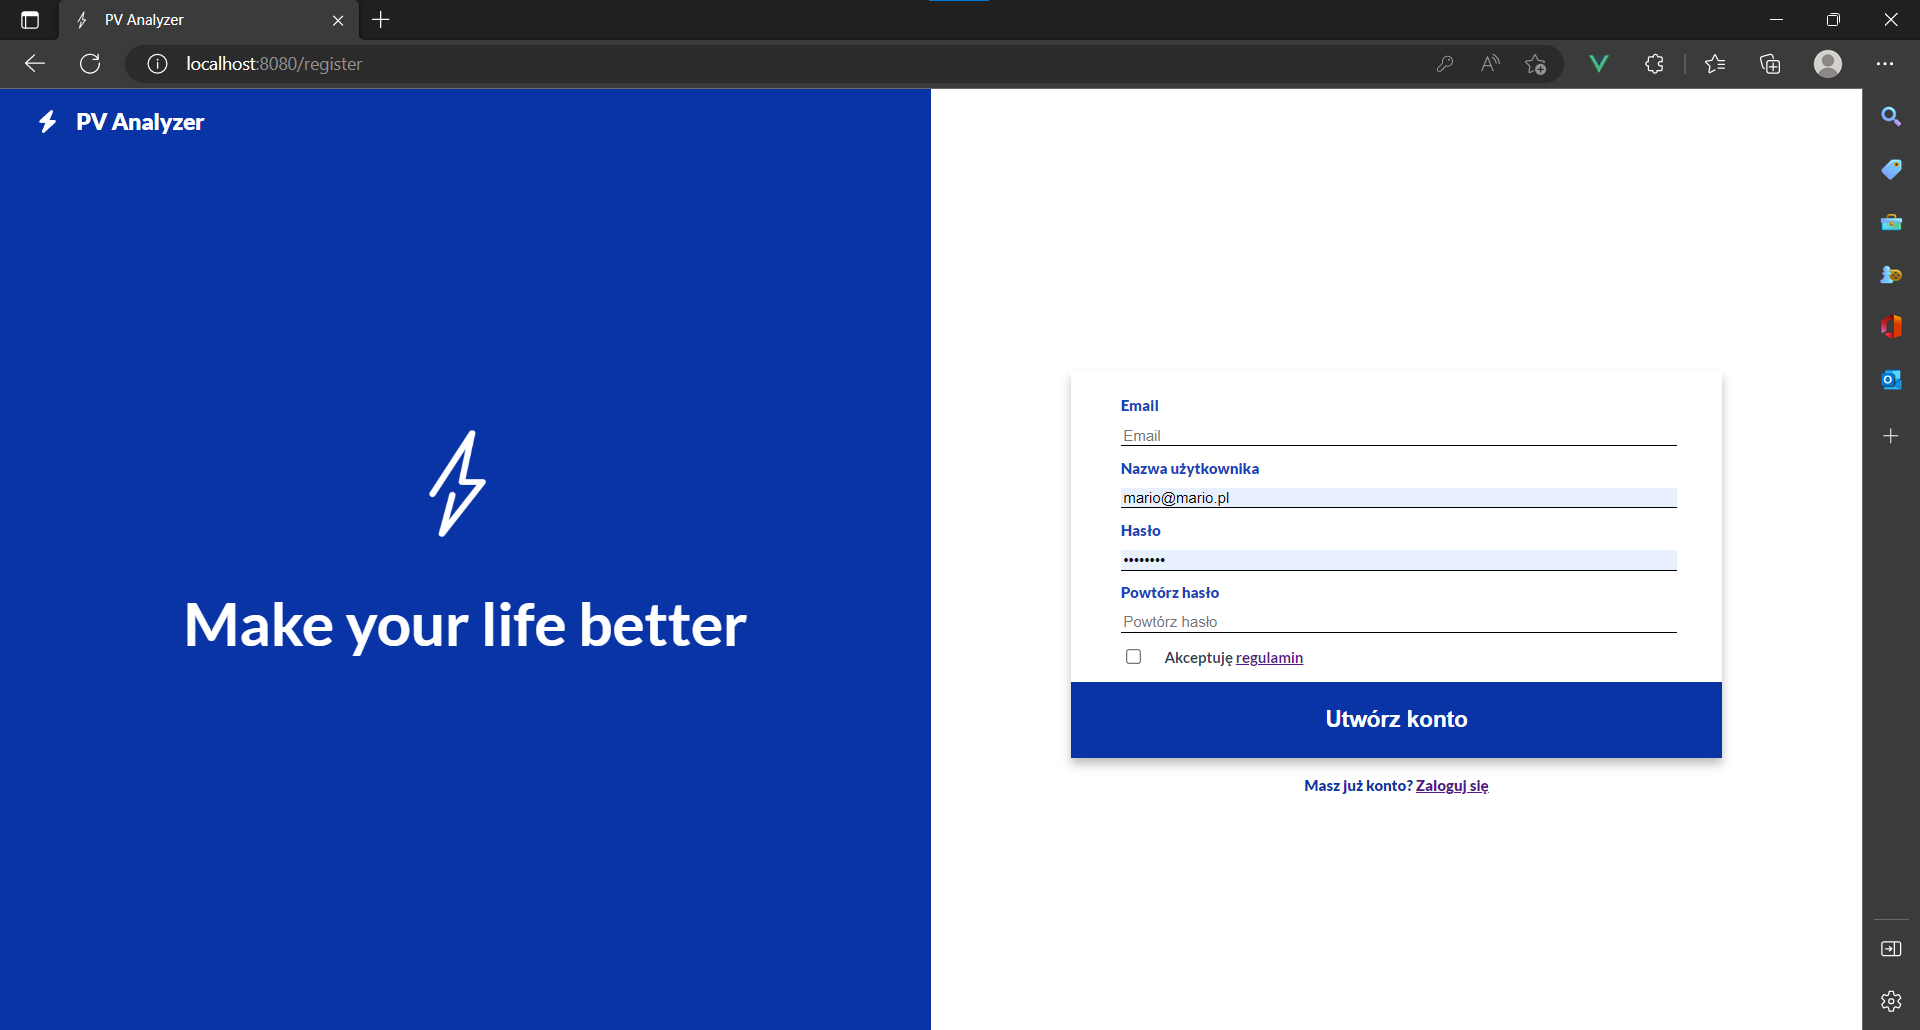 PV Analyzer
localhost:8080/register
PV Analyzer
Make your life better
Email
Email
Nazwa użytkownika
mario@mario.pl
Hasło
••••••••
Powtórz hasło
Powtórz hasło
Akceptuję regulamin
Utwórz konto
Masz już konto? Zaloguj się